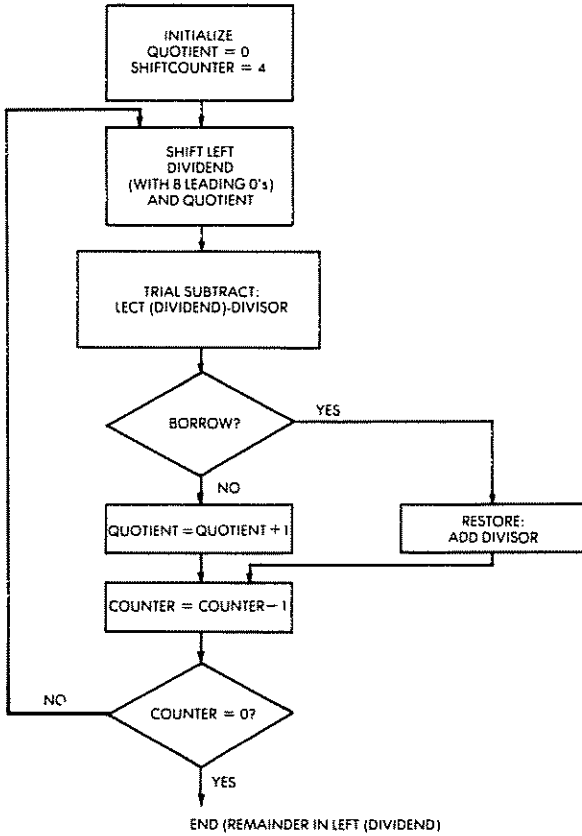 INITIALIZE
QUOTIENT = 0
SHIFTCOUNTER = 4
SHIFT LEFT
DIVIDEND
(WITH 8 LEADING 0's)
AND QUOTIENT
TRIAL SUBTRACT:
LECT (DIVIDEND)-DIVISOR
BORROW?
YES
NO
QUOTIENT = QUOTIENT + 1
RESTORE:
ADD DIVISOR
COUNTER = COUNTER - 1
NO
COUNTER = 0?
YES
END (REMAINDER IN LEFT (DIVIDEND)